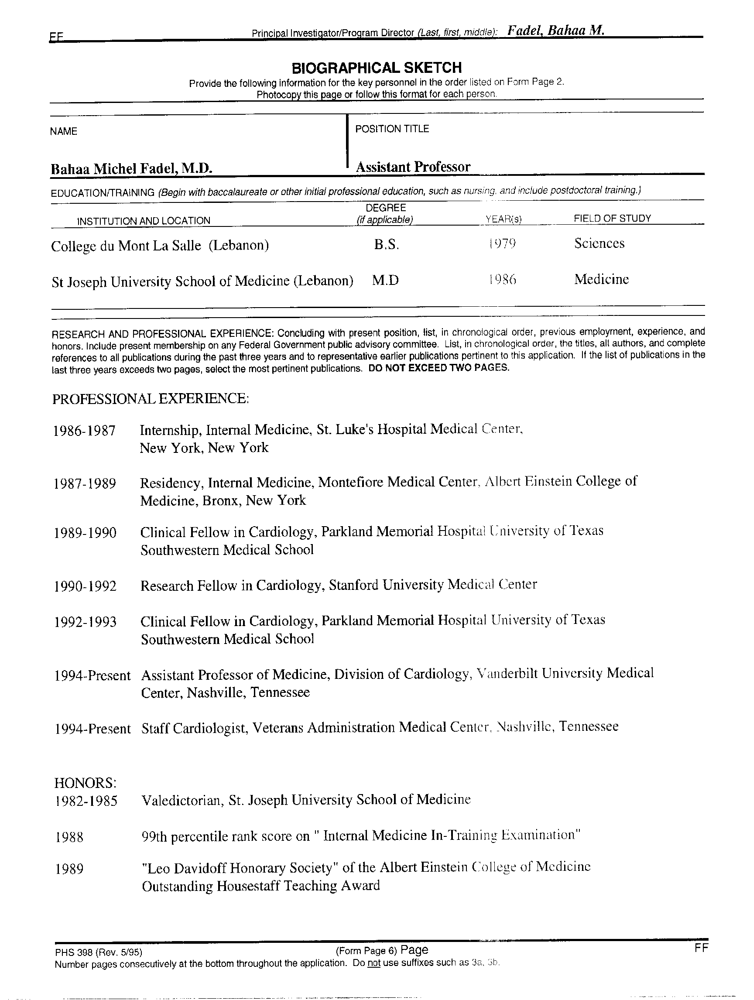 FF
Principal Investigator/Program Director (Last, first, middle): Fadel, Bahaa M.
BIOGRAPHICAL SKETCH
Provide the following information for the key personnel in the order listed on Form Page 2.
Photocopy this page or follow this format for each person.
NAME
POSITION TITLE
Bahaa Michel Fadel, M.D.
Assistant Professor
EDUCATION/TRAINING (Begin with baccalaureate or other initial professional education, such as nursing, and include postdoctoral training.)
INSTITUTION AND LOCATION
DEGREE
(if applicable)
YEAR(s)
FIELD OF STUDY
College du Mont La Salle (Lebanon) B.S. 1979 Sciences
St Joseph University School of Medicine (Lebanon) M.D 1986 Medicine
RESEARCH AND PROFESSIONAL EXPERIENCE: Concluding with present position, list, in chronological order, previous employment, experience, and
honors. Include present membership on any Federal Government public advisory committee. List, in chronological order, the titles, all authors, and complete
references to all publications during the past three years and to representative earlier publications pertinent to this application. If the list of publications in the
last three years exceeds two pages, select the most pertinent publications. DO NOT EXCEED TWO PAGES.
PROFESSIONAL EXPERIENCE:
1986-1987 Internship, Internal Medicine, St. Luke's Hospital Medical Center,
New York, New York
1987-1989 Residency, Internal Medicine, Montefiore Medical Center, Albert Einstein College of
Medicine, Bronx, New York
1989-1990 Clinical Fellow in Cardiology, Parkland Memorial Hospital University of Texas
Southwestern Medical School
1990-1992 Research Fellow in Cardiology, Stanford University Medical Center
1992-1993 Clinical Fellow in Cardiology, Parkland Memorial Hospital University of Texas
Southwestern Medical School
1994-Present Assistant Professor of Medicine, Division of Cardiology, Vanderbilt University Medical
Center, Nashville, Tennessee
1994-Present Staff Cardiologist, Veterans Administration Medical Center, Nashville, Tennessee
HONORS:
1982-1985 Valedictorian, St. Joseph University School of Medicine
1988 99th percentile rank score on " Internal Medicine In-Training Examination"
1989 "Leo Davidoff Honorary Society" of the Albert Einstein College of Medicine
Outstanding Housestaff Teaching Award
PHS 398 (Rev. 5/95) (Form Page 6) Page FF
Number pages consecutively at the bottom throughout the application. Do not use suffixes such as 3a, 3b.